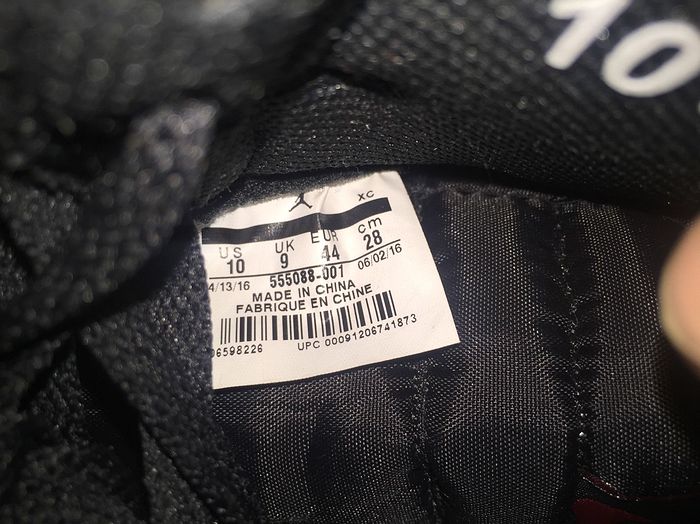 10
XC
US UK EUR cm
10 9 44 28
4/13/16 555088-001 06/02/16
MADE IN CHINA
FABRIQUE EN CHINE
06598226 UPC 00091206741873